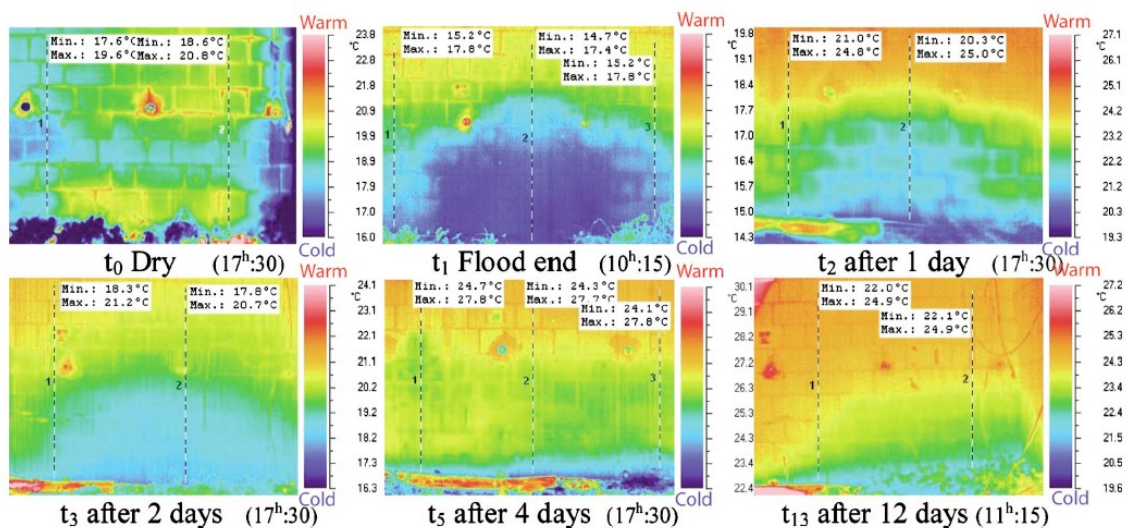 Warm
Min.: 17.6°C Min.: 18.6°C
Max.: 19.6°C Max.: 20.8°C
1
2
°C
23.8
22.8
21.8
20.9
19.9
18.9
17.9
17.0
16.0
Cold
t₀ Dry (17ʰ:30)
Warm
Min.: 15.2°C
Max.: 17.8°C
Min.: 14.7°C
Max.: 17.4°C
Min.: 15.2°C
Max.: 17.8°C
1
2
3
°C
19.8
19.1
18.4
17.7
17.0
16.4
15.7
15.0
14.3
Cold
t₁ Flood end (10ʰ:15)
Warm
Min.: 21.0°C
Max.: 24.8°C
Min.: 20.3°C
Max.: 25.0°C
1
2
°C
27.1
26.1
25.1
24.2
23.2
22.2
21.2
20.3
19.3
Cold
t₂ after 1 day (17ʰ:30)
Warm
Min.: 18.3°C
Max.: 21.2°C
Min.: 17.8°C
Max.: 20.7°C
1
2
°C
24.1
23.1
22.1
21.1
20.2
19.2
18.2
17.3
16.3
Cold
t₃ after 2 days (17ʰ:30)
Warm
Min.: 24.7°C
Max.: 27.8°C
Min.: 24.3°C
Max.: 27.7°C
Min.: 24.1°C
Max.: 27.8°C
1
2
3
°C
30.1
29.1
28.2
27.2
26.3
25.3
24.3
23.4
22.4
Cold
t₅ after 4 days (17ʰ:30)
Warm
Min.: 22.0°C
Max.: 24.9°C
Min.: 22.1°C
Max.: 24.9°C
1
2
°C
27.2
26.2
25.3
24.3
23.4
22.4
21.5
20.5
19.6
Cold
t₁₃ after 12 days (11ʰ:15)